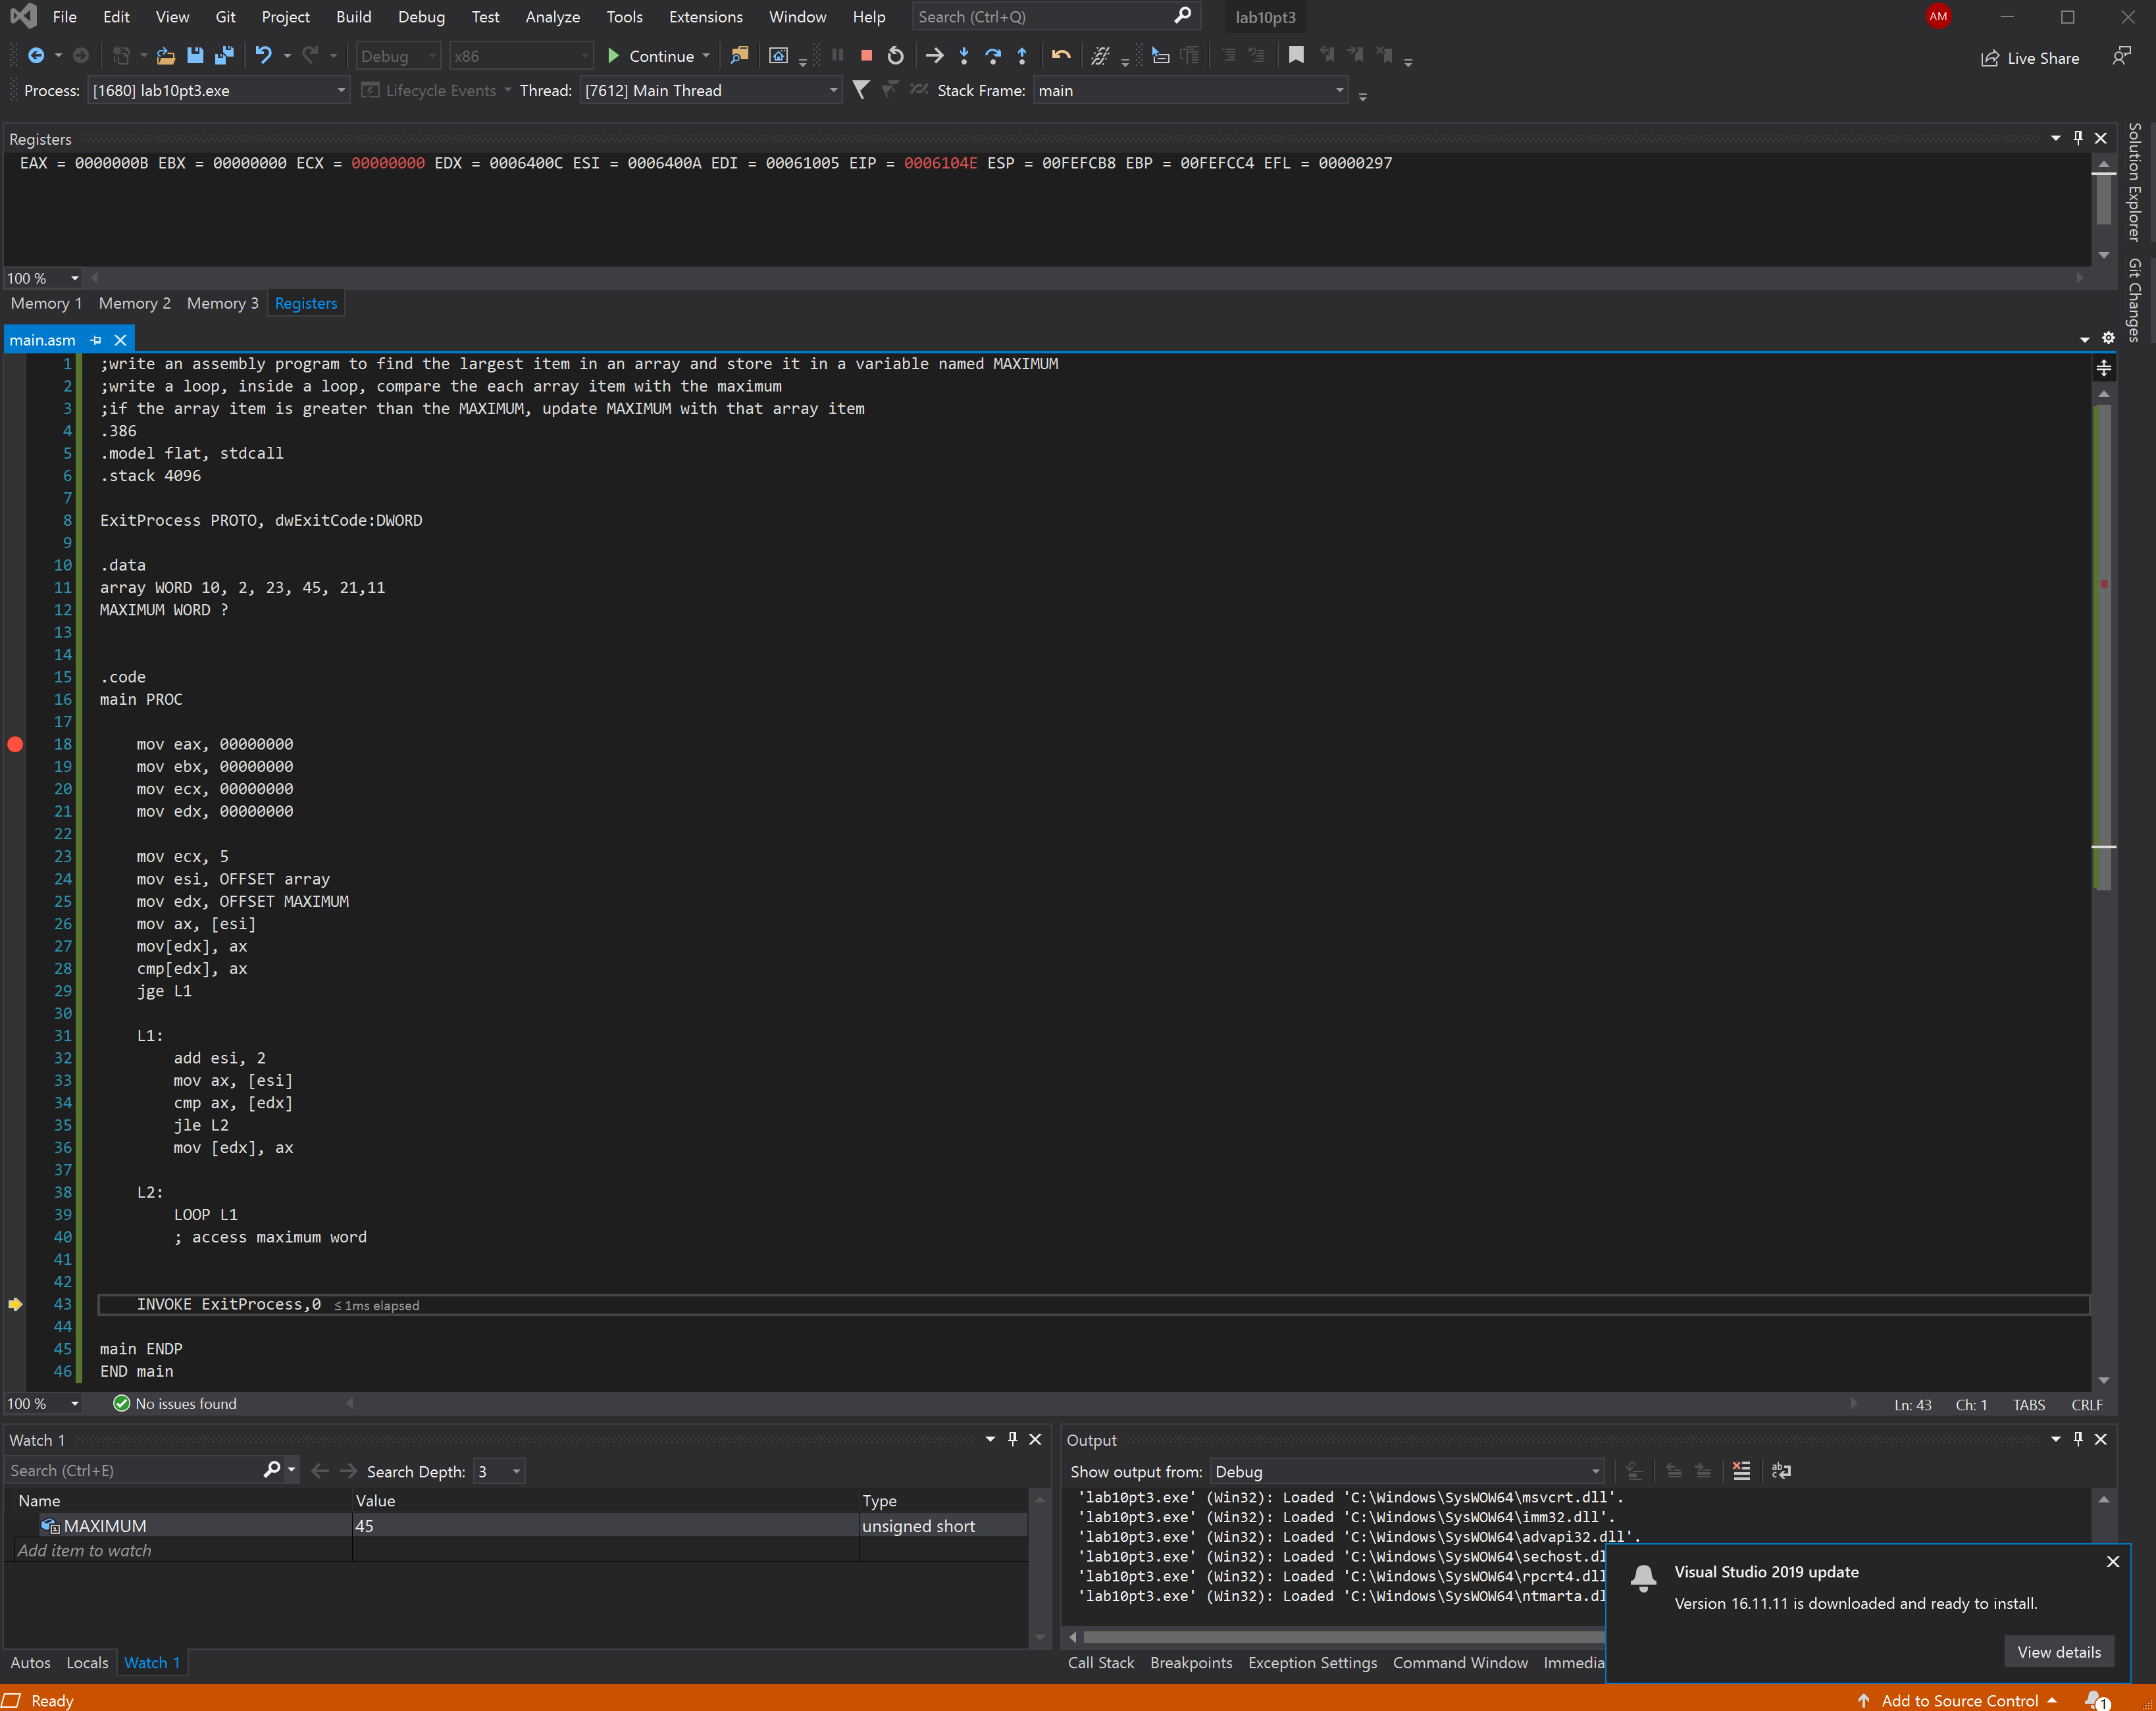 File Edit View Git Project Build Debug Test Analyze Tools Extensions Window Help Search (Ctrl+Q) lab10pt3 AM
Debug x86 Continue Live Share
Process: [1680] lab10pt3.exe Lifecycle Events Thread: [7612] Main Thread Stack Frame: main
Registers
EAX = 0000000B EBX = 00000000 ECX = 00000000 EDX = 0006400C ESI = 0006400A EDI = 00061005 EIP = 0006104E ESP = 00FEFCB8 EBP = 00FEFCC4 EFL = 00000297
100 %
Memory 1 Memory 2 Memory 3 Registers
Solution Explorer
Git Changes
main.asm
1 ;write an assembly program to find the largest item in an array and store it in a variable named MAXIMUM
2 ;write a loop, inside a loop, compare the each array item with the maximum
3 ;if the array item is greater than the MAXIMUM, update MAXIMUM with that array item
4 .386
5 .model flat, stdcall
6 .stack 4096
7
8 ExitProcess PROTO, dwExitCode:DWORD
9
10 .data
11 array WORD 10, 2, 23, 45, 21,11
12 MAXIMUM WORD ?
13
14
15 .code
16 main PROC
17
18 mov eax, 00000000
19 mov ebx, 00000000
20 mov ecx, 00000000
21 mov edx, 00000000
22
23 mov ecx, 5
24 mov esi, OFFSET array
25 mov edx, OFFSET MAXIMUM
26 mov ax, [esi]
27 mov[edx], ax
28 cmp[edx], ax
29 jge L1
30
31 L1:
32 add esi, 2
33 mov ax, [esi]
34 cmp ax, [edx]
35 jle L2
36 mov [edx], ax
37
38 L2:
39 LOOP L1
40 ; access maximum word
41
42
43 INVOKE ExitProcess,0 ≤ 1ms elapsed
44
45 main ENDP
46 END main
100 % No issues found Ln: 43 Ch: 1 TABS CRLF
Watch 1
Search (Ctrl+E) Search Depth: 3
Name Value Type
MAXIMUM 45 unsigned short
Add item to watch
Autos Locals Watch 1
Output
Show output from: Debug
'lab10pt3.exe' (Win32): Loaded 'C:\Windows\SysWOW64\msvcrt.dll'.
'lab10pt3.exe' (Win32): Loaded 'C:\Windows\SysWOW64\imm32.dll'.
'lab10pt3.exe' (Win32): Loaded 'C:\Windows\SysWOW64\advapi32.dll'.
'lab10pt3.exe' (Win32): Loaded 'C:\Windows\SysWOW64\sechost.dl
'lab10pt3.exe' (Win32): Loaded 'C:\Windows\SysWOW64\rpcrt4.dll
'lab10pt3.exe' (Win32): Loaded 'C:\Windows\SysWOW64\ntmarta.dl
Call Stack Breakpoints Exception Settings Command Window Immedia
Visual Studio 2019 update
Version 16.11.11 is downloaded and ready to install.
View details
Ready Add to Source Control 1